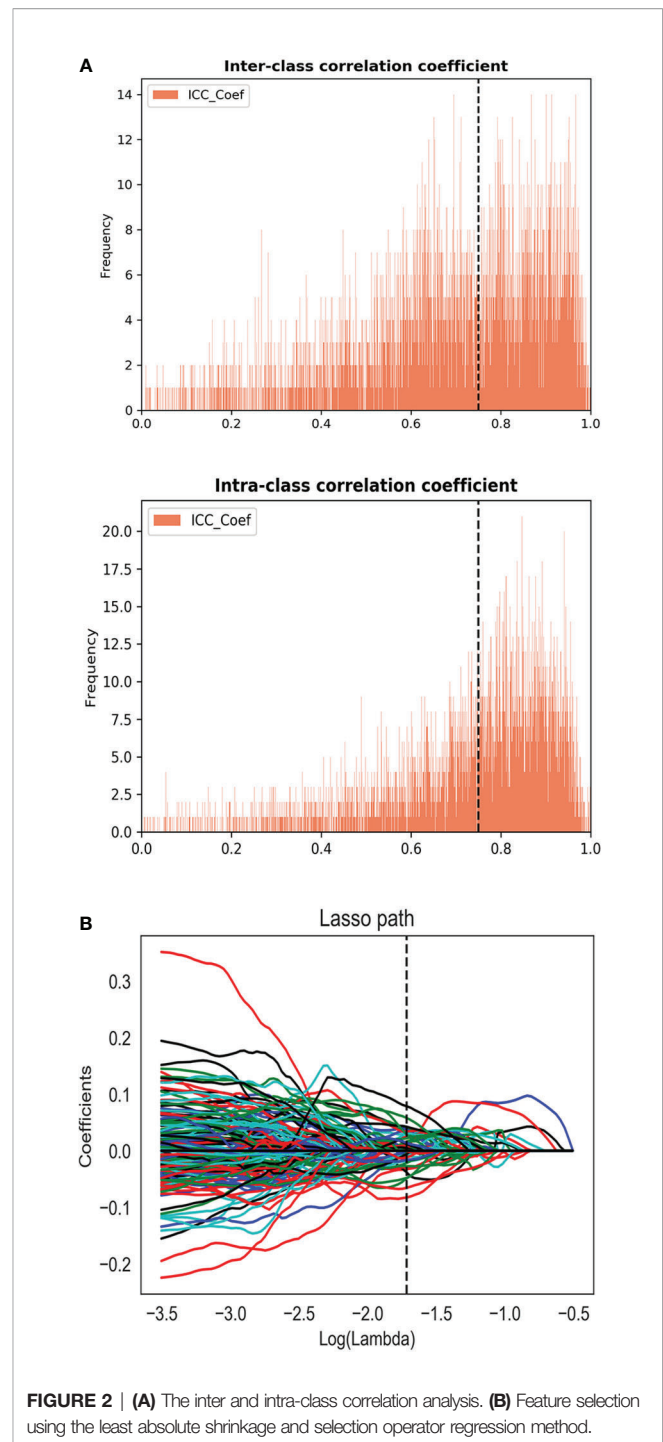 A
Inter-class correlation coefficient
ICC_Coef
Frequency
14
12
10
8
6
4
2
0
0.0 0.2 0.4 0.6 0.8 1.0
Intra-class correlation coefficient
ICC_Coef
Frequency
20.0
17.5
15.0
12.5
10.0
7.5
5.0
2.5
0.0
0.0 0.2 0.4 0.6 0.8 1.0
B
Lasso path
Coefficients
0.3
0.2
0.1
0.0
−0.1
−0.2
−3.5 −3.0 −2.5 −2.0 −1.5 −1.0 −0.5
Log(Lambda)
FIGURE 2 | (A) The inter and intra-class correlation analysis. (B) Feature selection
using the least absolute shrinkage and selection operator regression method.